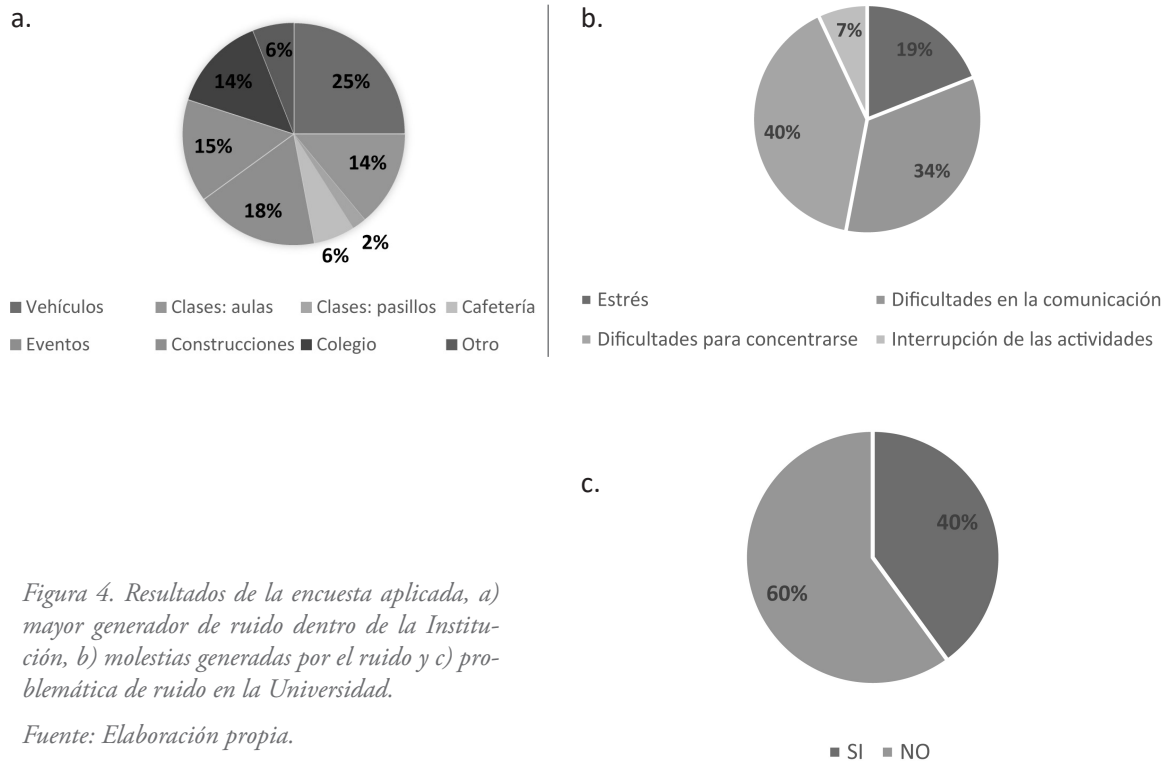 a.
6%
25%
14%
15%
14%
18%
6%
2%
Vehículos
Clases: aulas
Clases: pasillos
Cafetería
Eventos
Construcciones
Colegio
Otro
b.
7%
19%
40%
34%
Estrés
Dificultades en la comunicación
Dificultades para concentrarse
Interrupción de las actividades
c.
40%
60%
SI
NO
Figura 4. Resultados de la encuesta aplicada, a)
mayor generador de ruido dentro de la Institu-
ción, b) molestias generadas por el ruido y c) pro-
blemática de ruido en la Universidad.
Fuente: Elaboración propia.